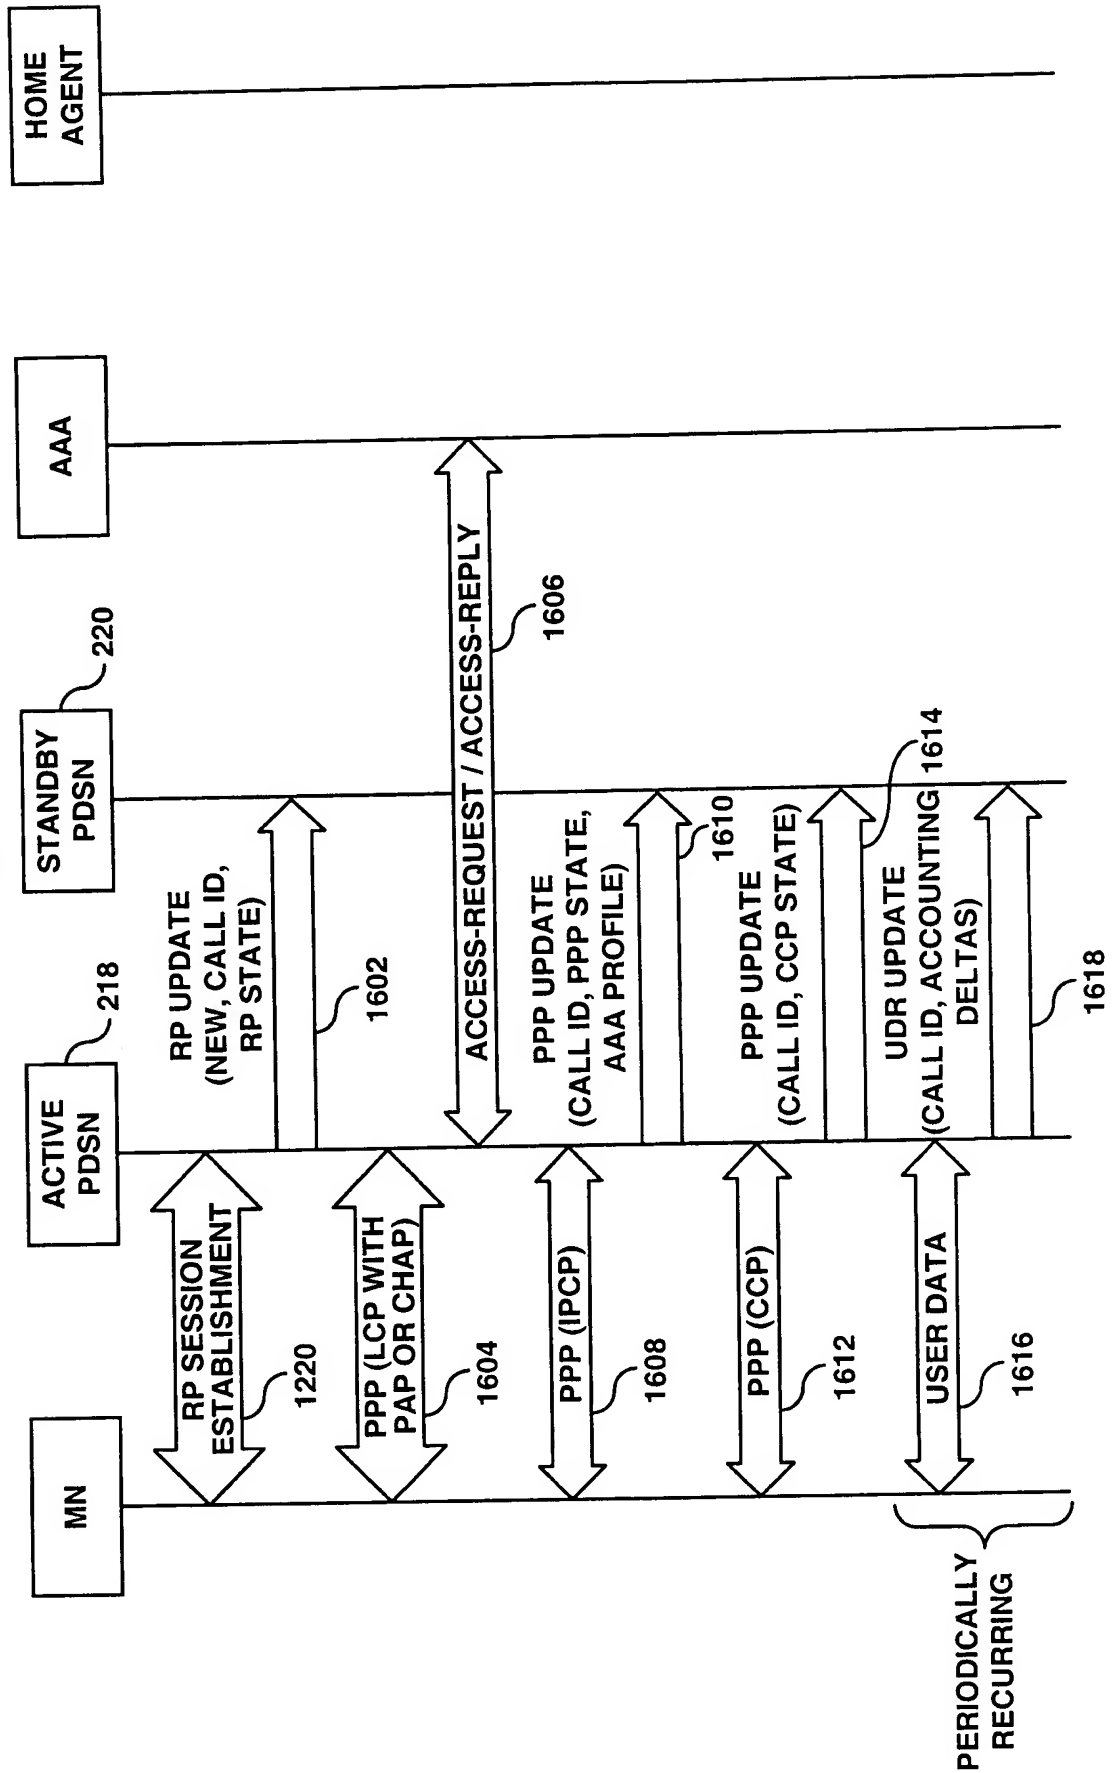 MN
ACTIVE
PDSN
218
STANDBY
PDSN
220
AAA
HOME
AGENT
RP SESSION
ESTABLISHMENT
1220
RP UPDATE
(NEW, CALL ID,
RP STATE)
1602
PPP (LCP WITH
PAP OR CHAP)
1604
ACCESS-REQUEST / ACCESS-REPLY
1606
PPP (IPCP)
1608
PPP UPDATE
(CALL ID, PPP STATE,
AAA PROFILE)
1610
PPP (CCP)
1612
PPP UPDATE
(CALL ID, CCP STATE)
1614
USER DATA
1616
UDR UPDATE
(CALL ID, ACCOUNTING
DELTAS)
1618
PERIODICALLY
RECURRING